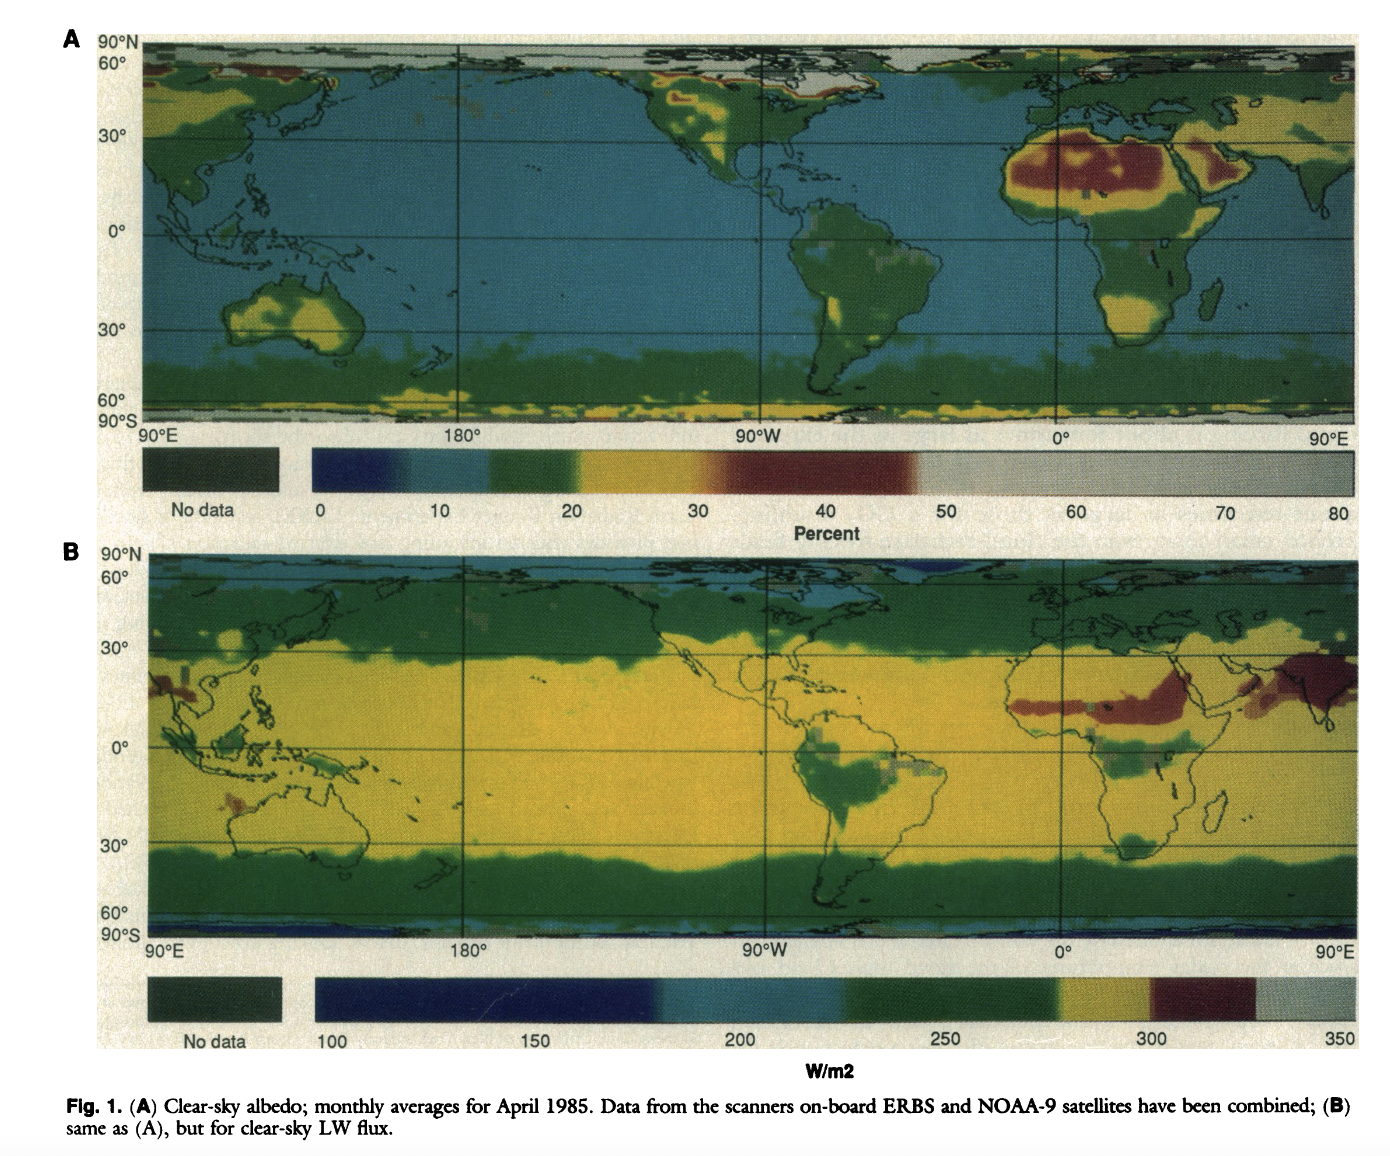 A
90°N
60°
30°
0°
30°
60°
90°S
90°E 180° 90°W 0° 90°E
No data 0 10 20 30 40 50 60 70 80
Percent
B
90°N
60°
30°
0°
30°
60°
90°S
90°E 180° 90°W 0° 90°E
No data 100 150 200 250 300 350
W/m2
Fig. 1. (A) Clear-sky albedo; monthly averages for April 1985. Data from the scanners on-board ERBS and NOAA-9 satellites have been combined; (B)
same as (A), but for clear-sky LW flux.